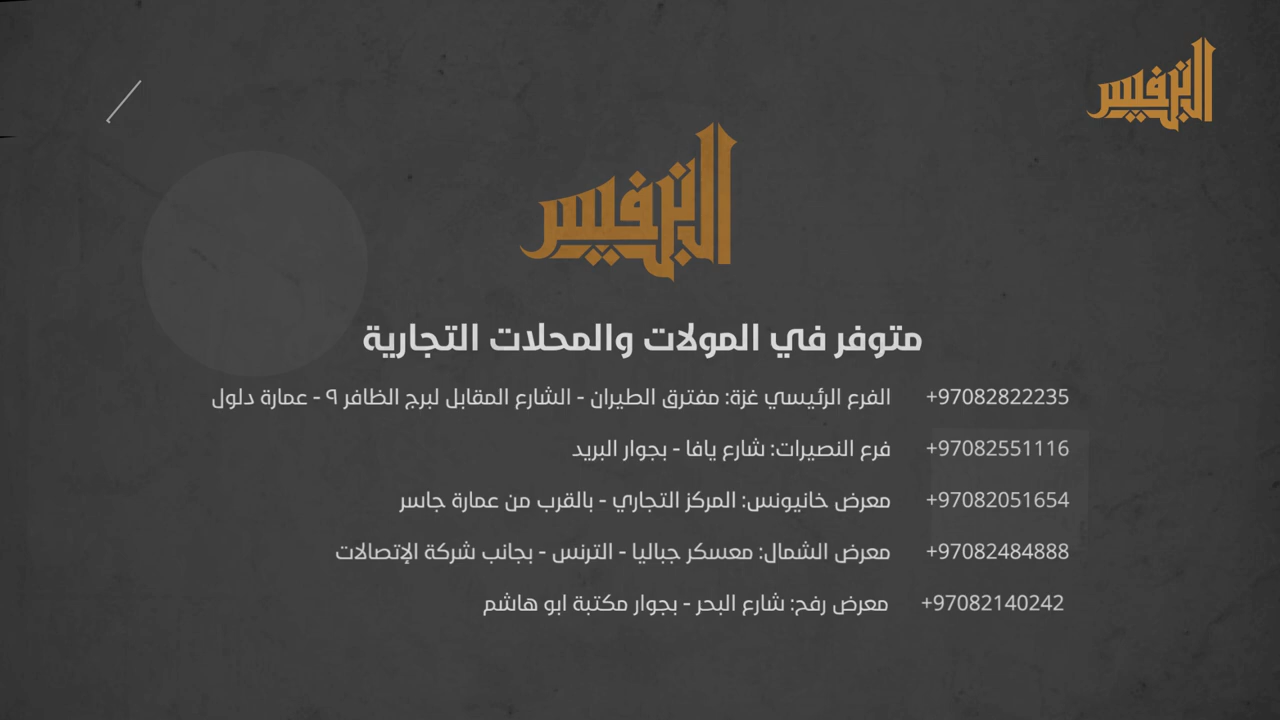 متوفر في المولات والمحلات التجارية
+97082822235 الفرع الرئيسي غزة: مفترق الطيران - الشارع المقابل لبرج الظافر ٩ - عمارة دلول
+97082551116 فرع النصيرات: شارع يافا - بجوار البريد
+97082051654 معرض خانيونس: المركز التجاري - بالقرب من عمارة جاسر
+97082484888 معرض الشمال: معسكر جباليا - الترنس - بجانب شركة الإتصالات
+97082140242 معرض رفح: شارع البحر - بجوار مكتبة ابو هاشم